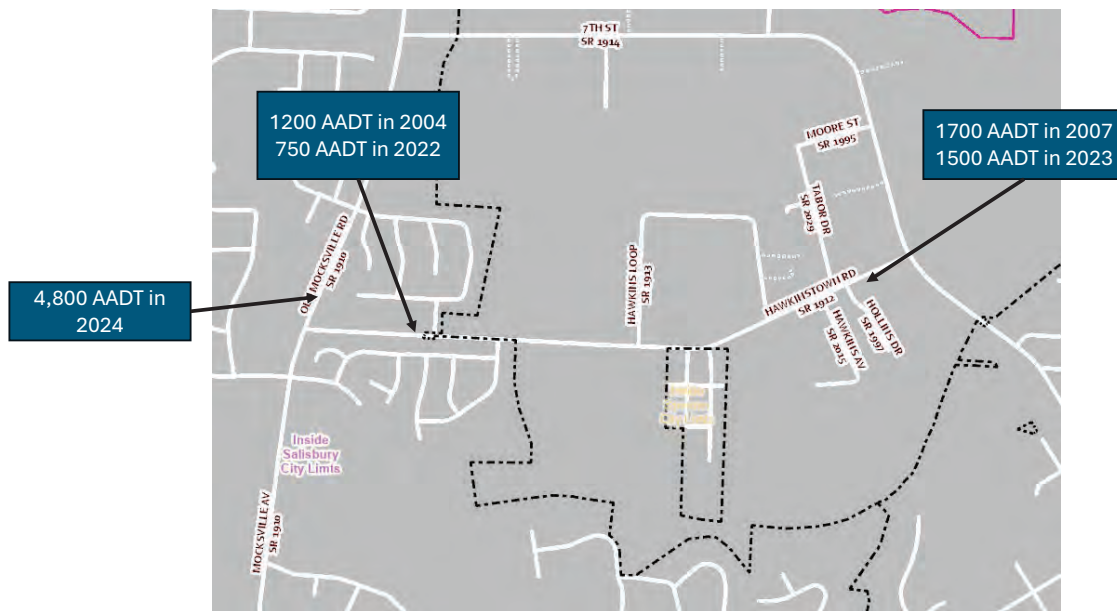 7TH ST
SR 1914
1200 AADT in 2004
750 AADT in 2022
MOORE ST
SR 1995
1700 AADT in 2007
1500 AADT in 2023
TABOR DR
SR 2029
OLD MOCKSVILLE RD
SR 1910
HAWKINS LOOP
SR 1913
4,800 AADT in
2024
HAWKINSTOWN RD
SR 1912
HOLLINS DR
SR 1997
HAWKINS AV
SR 2015
Inside
Salisbury
City Limits
MOCKSVILLE AV
SR 1910